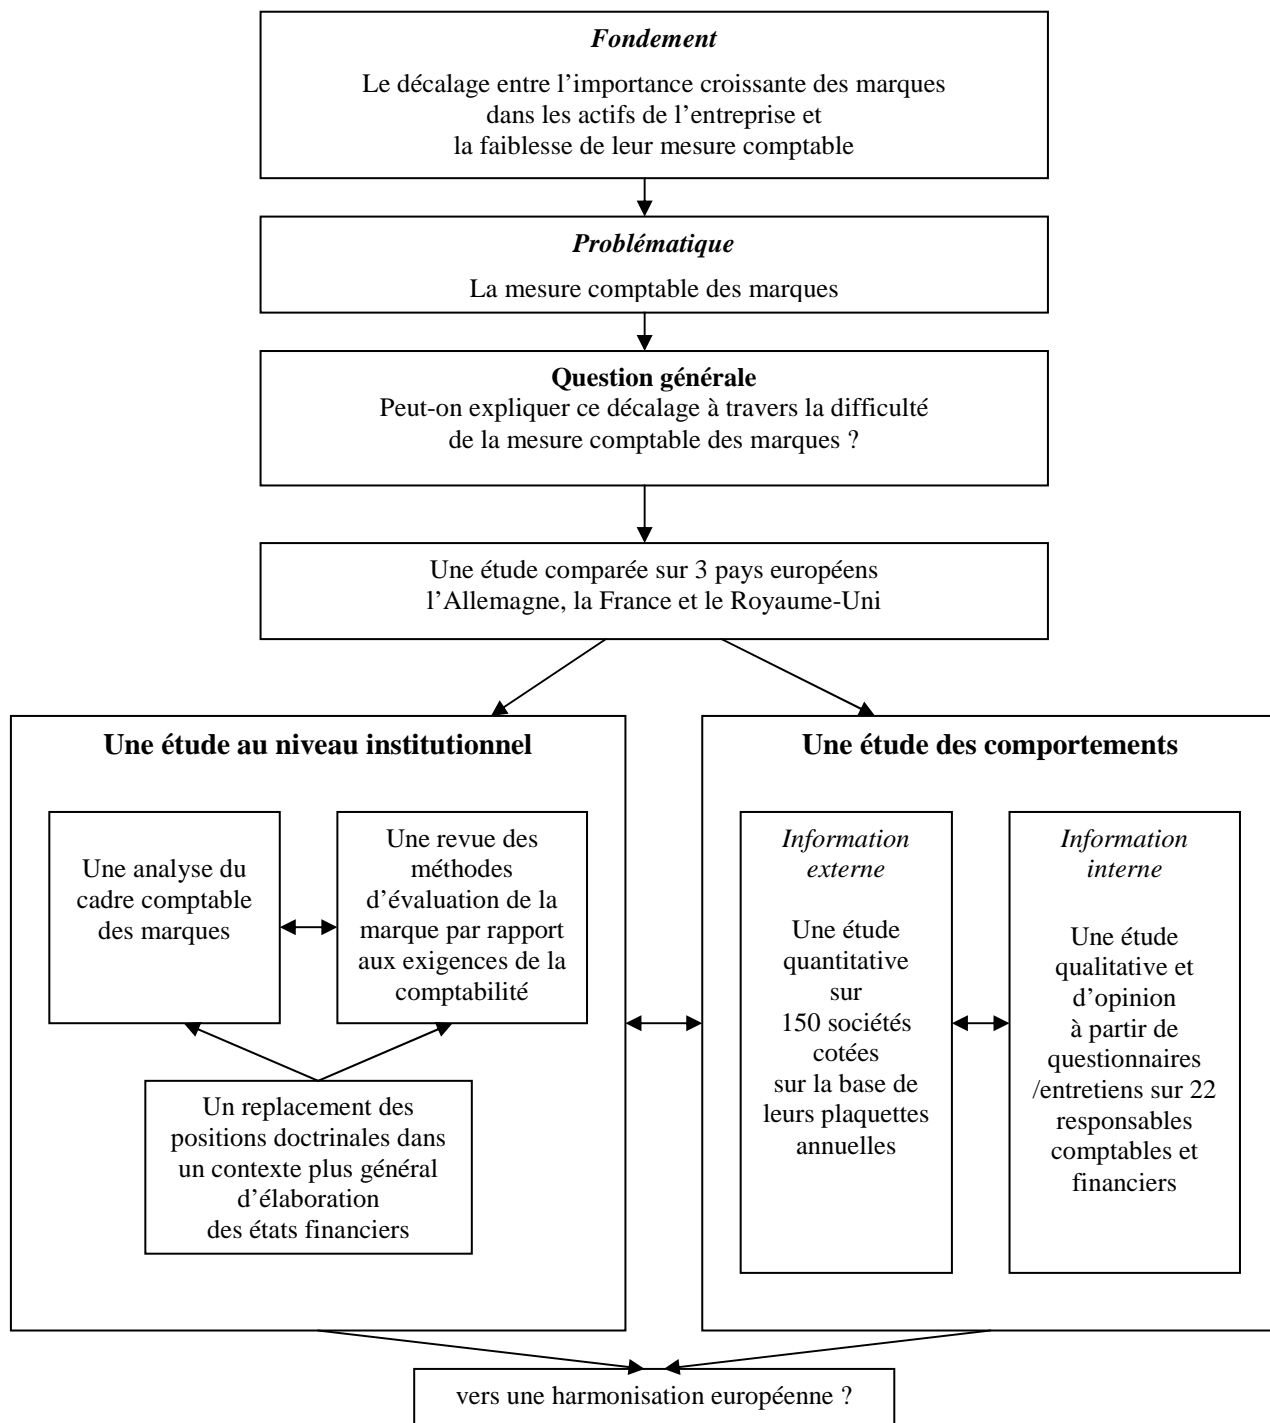 Fondement
Le décalage entre l’importance croissante des marques
dans les actifs de l’entreprise et
la faiblesse de leur mesure comptable
Problématique
La mesure comptable des marques
Question générale
Peut-on expliquer ce décalage à travers la difficulté
de la mesure comptable des marques ?
Une étude comparée sur 3 pays européens
l’Allemagne, la France et le Royaume-Uni
Une étude au niveau institutionnel
Une analyse du
cadre comptable
des marques
Une revue des
méthodes
d’évaluation de la
marque par rapport
aux exigences de la
comptabilité
Un replacement des
positions doctrinales dans
un contexte plus général
d’élaboration
des états financiers
Une étude des comportements
Information
externe
Une étude
quantitative
sur
150 sociétés
cotées
sur la base de
leurs plaquettes
annuelles
Information
interne
Une étude
qualitative et
d’opinion
à partir de
questionnaires
/entretiens sur 22
responsables
comptables et
financiers
vers une harmonisation européenne ?